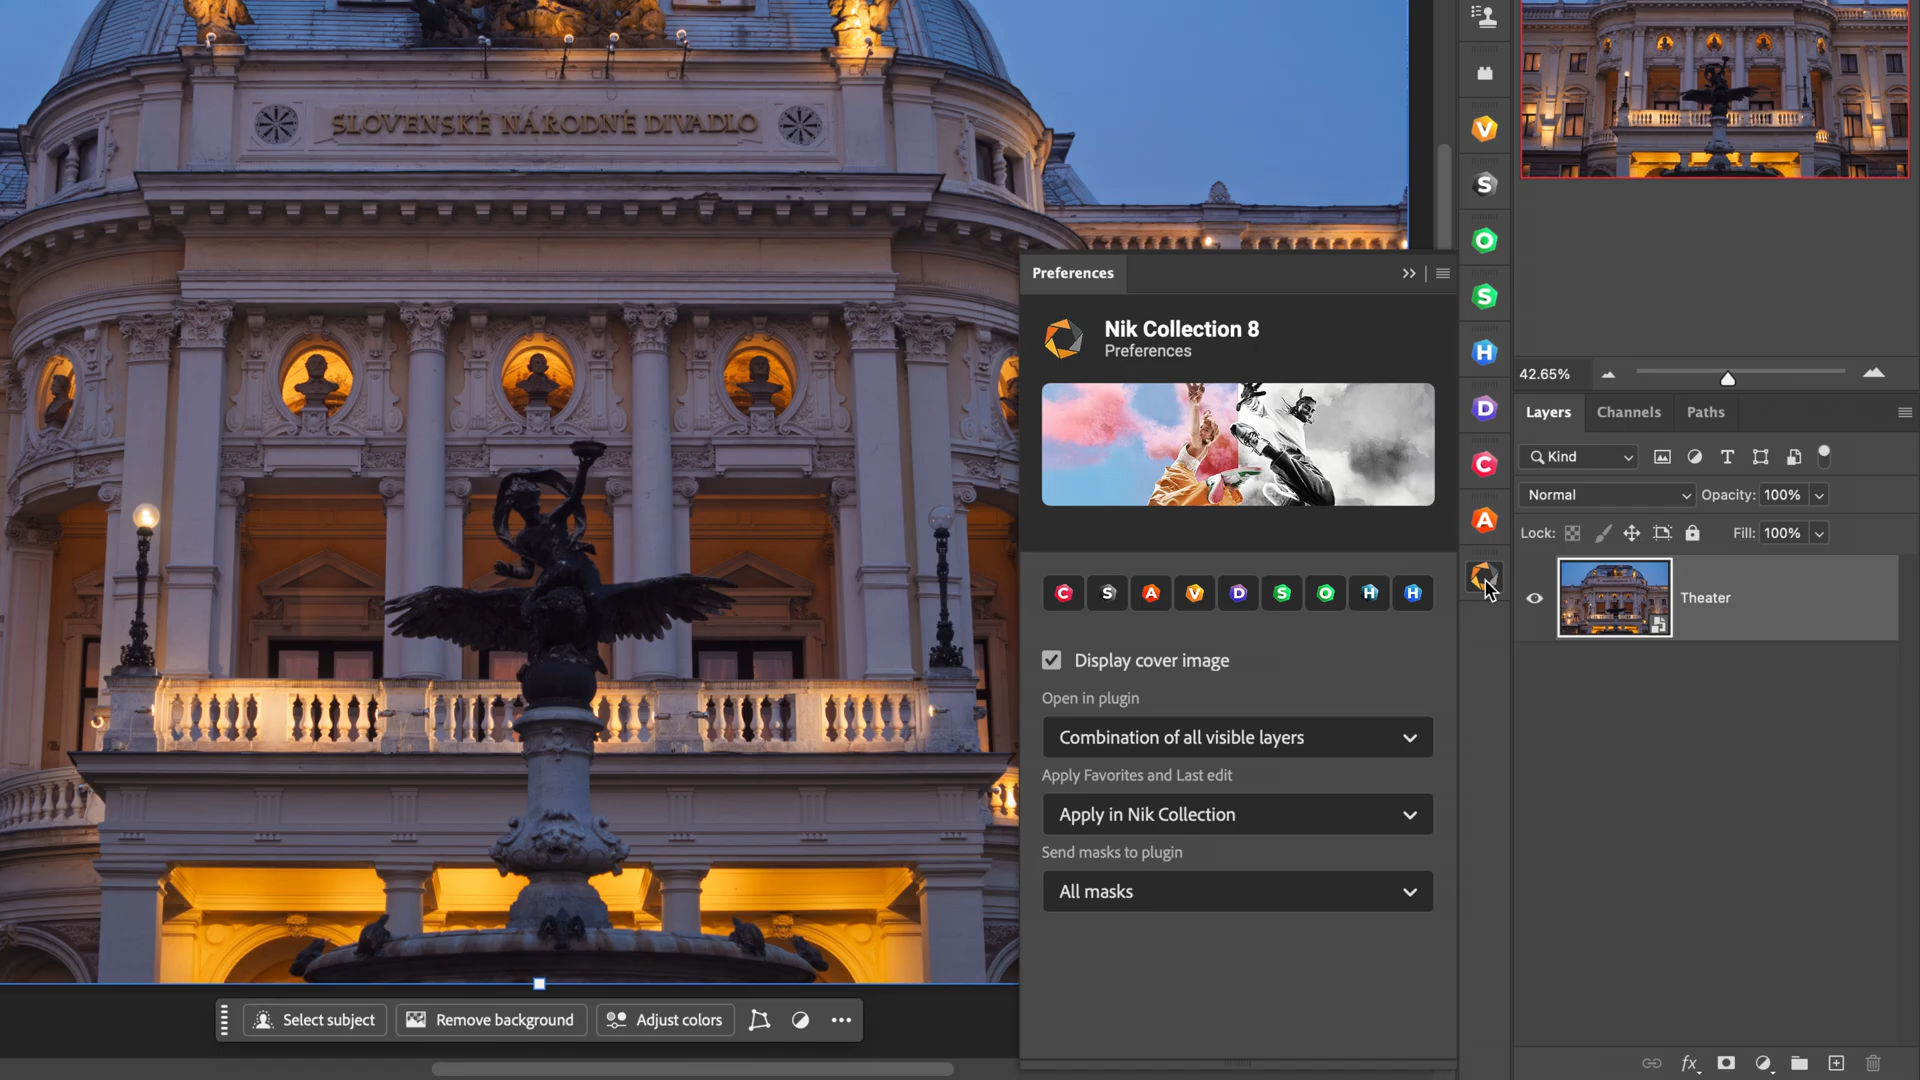 SLOVENSKÉ NÁRODNÉ DIVADLO
Preferences
Nik Collection 8
Preferences
C S A V D S O H H
Display cover image
Open in plugin
Combination of all visible layers
Apply Favorites and Last edit
Apply in Nik Collection
Send masks to plugin
All masks
Select subject
Remove background
Adjust colors
V
S
O
S
H
D
C
A
42.65%
Layers Channels Paths
Kind
Normal Opacity: 100%
Lock: Fill: 100%
Theater
fx